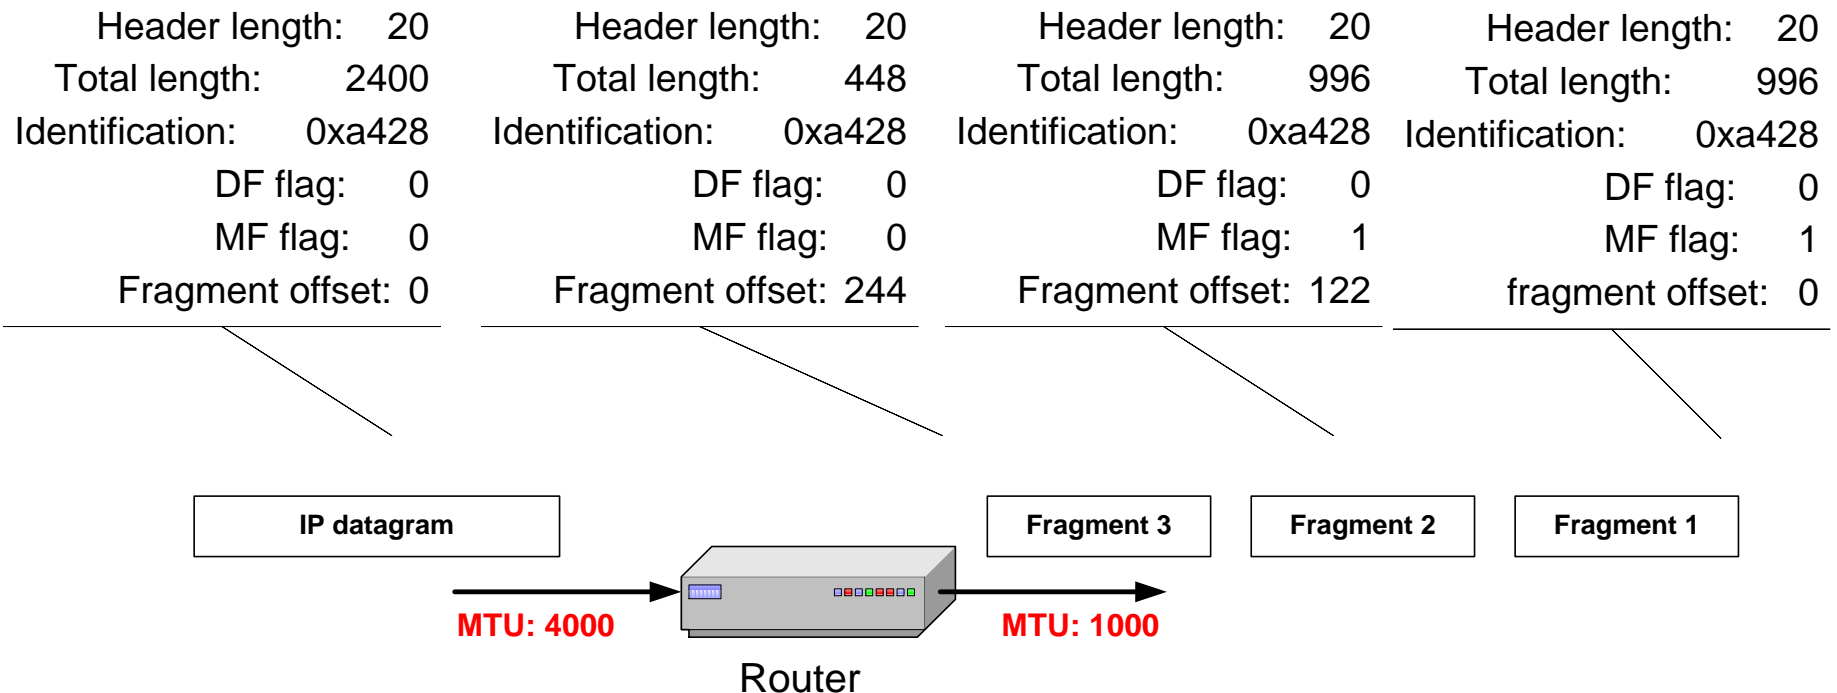 Header length: 20
Total length: 2400
Identification: 0xa428
DF flag: 0
MF flag: 0
Fragment offset: 0
Header length: 20
Total length: 448
Identification: 0xa428
DF flag: 0
MF flag: 0
Fragment offset: 244
Header length: 20
Total length: 996
Identification: 0xa428
DF flag: 0
MF flag: 1
Fragment offset: 122
Header length: 20
Total length: 996
Identification: 0xa428
DF flag: 0
MF flag: 1
fragment offset: 0
IP datagram
Fragment 3
Fragment 2
Fragment 1
MTU: 4000
MTU: 1000
Router